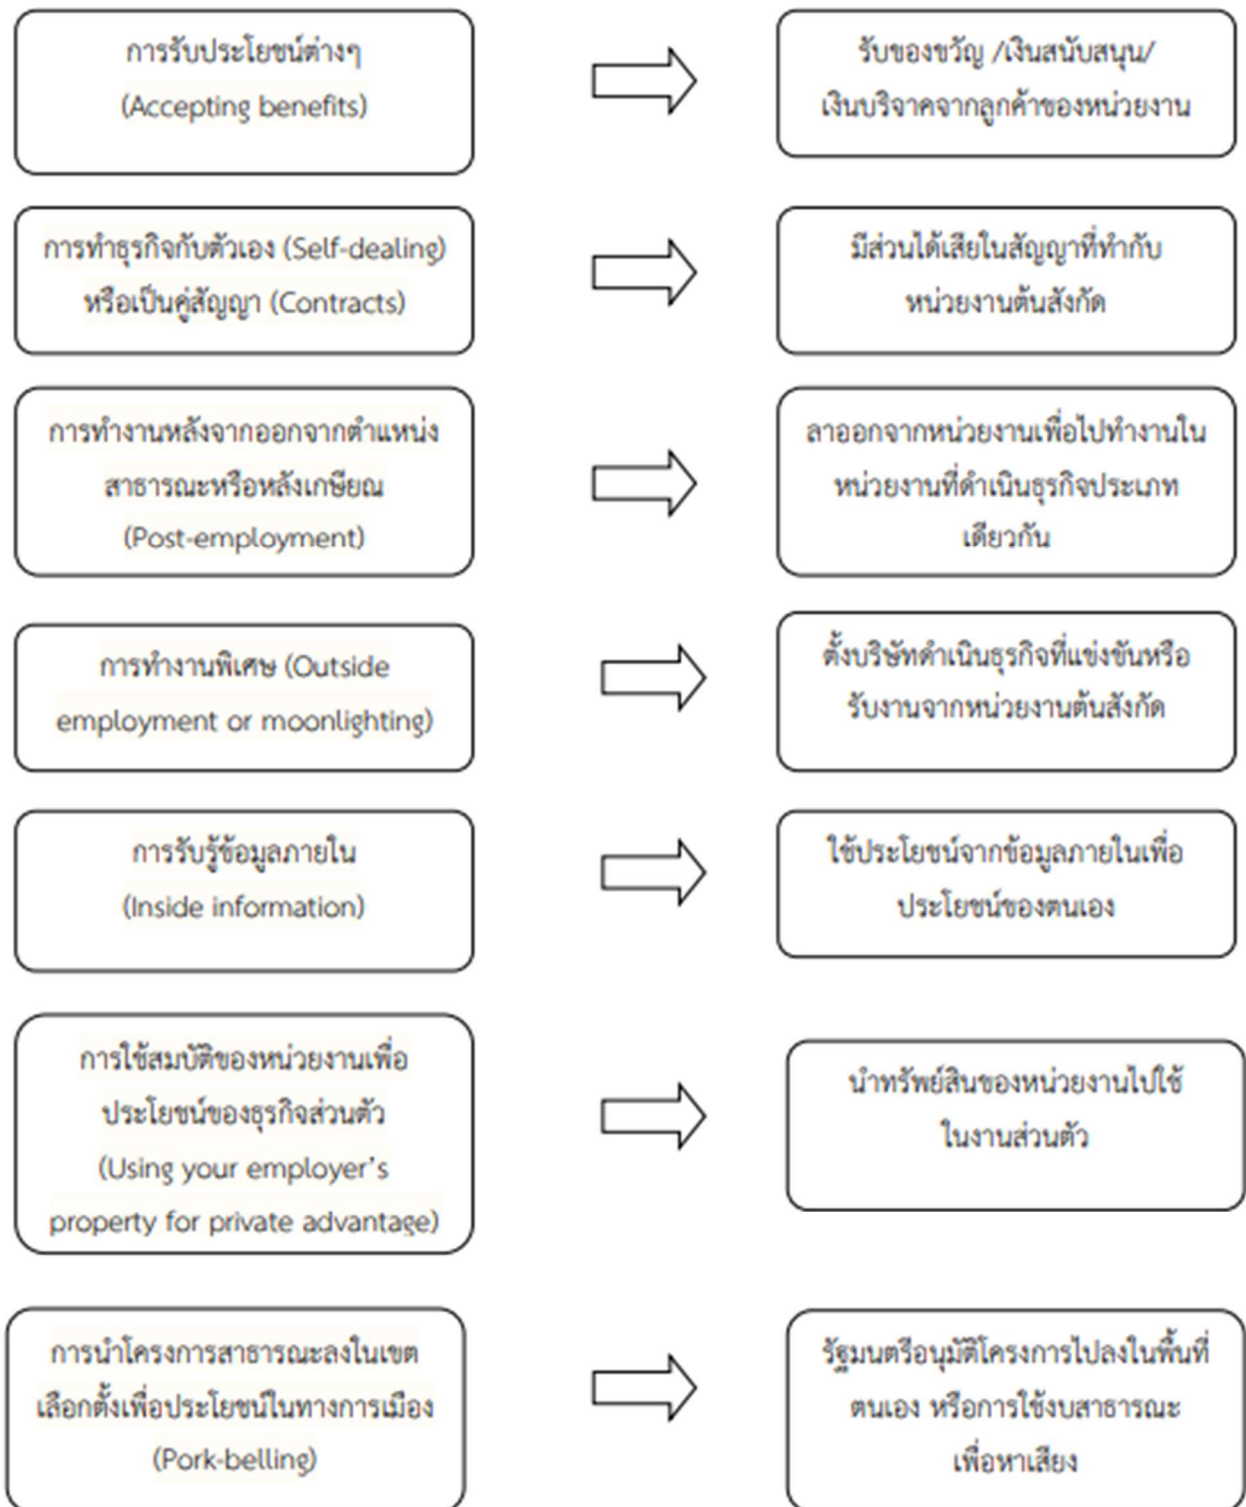 การรับประโยชน์ต่างๆ
(Accepting benefits)
รับของขวัญ /เงินสนับสนุน/
เงินบริจาคจากลูกค้าของหน่วยงาน
การทำธุรกิจกับตัวเอง (Self-dealing)
หรือเป็นคู่สัญญา (Contracts)
มีส่วนได้เสียในสัญญาที่ทำกับ
หน่วยงานต้นสังกัด
การทำงานหลังจากออกจากตำแหน่ง
สาธารณะหรือหลังเกษียณ
(Post-employment)
ลาออกจากหน่วยงานเพื่อไปทำงานใน
หน่วยงานที่ดำเนินธุรกิจประเภท
เดียวกัน
การทำงานพิเศษ (Outside
employment or moonlighting)
ตั้งบริษัทดำเนินธุรกิจที่แข่งขันหรือ
รับงานจากหน่วยงานต้นสังกัด
การรับรู้ข้อมูลภายใน
(Inside information)
ใช้ประโยชน์จากข้อมูลภายในเพื่อ
ประโยชน์ของตนเอง
การใช้สมบัติของหน่วยงานเพื่อ
ประโยชน์ของธุรกิจส่วนตัว
(Using your employer's
property for private advantage)
นำทรัพย์สินของหน่วยงานไปใช้
ในงานส่วนตัว
การนำโครงการสาธารณะลงในเขต
เลือกตั้งเพื่อประโยชน์ในทางการเมือง
(Pork-belling)
รัฐมนตรีอนุมัติโครงการไปลงในพื้นที่
ตนเอง หรือการใช้งบสาธารณะ
เพื่อหาเสียง